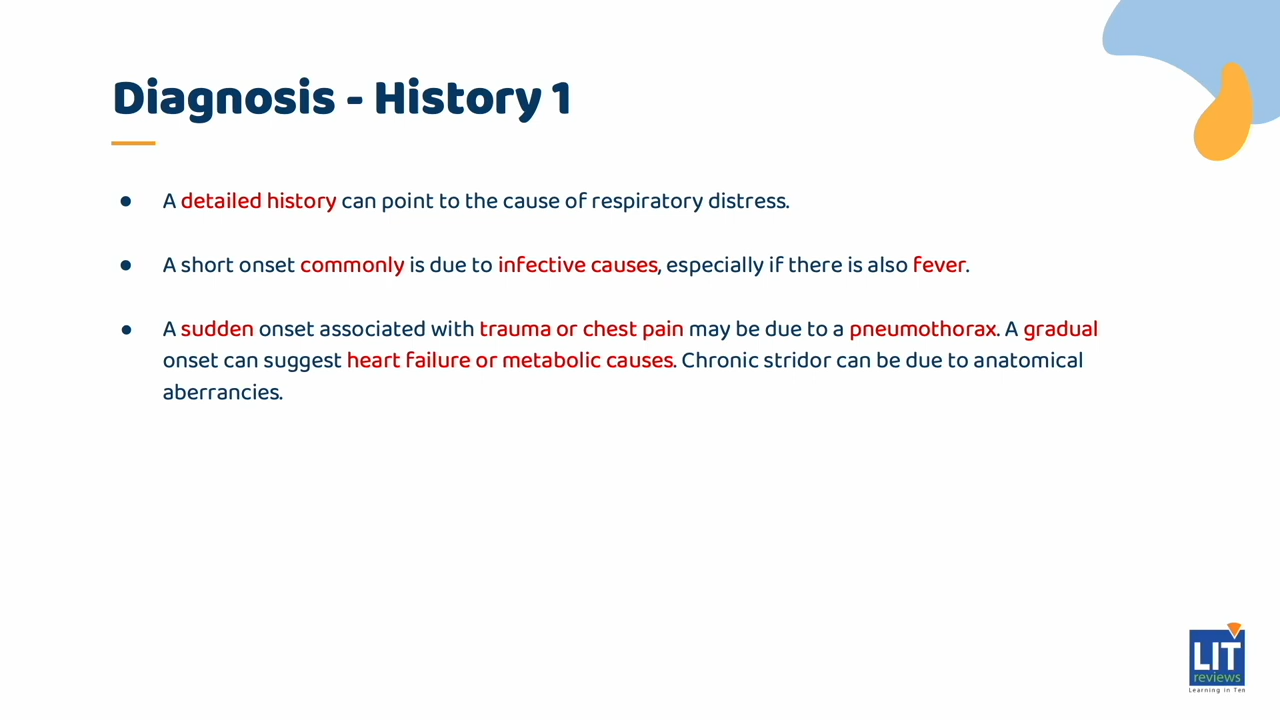 Diagnosis - History 1
● A detailed history can point to the cause of respiratory distress.
● A short onset commonly is due to infective causes, especially if there is also fever.
● A sudden onset associated with trauma or chest pain may be due to a pneumothorax. A gradual
onset can suggest heart failure or metabolic causes. Chronic stridor can be due to anatomical
aberrancies.
LIT
reviews
Learning in Ten